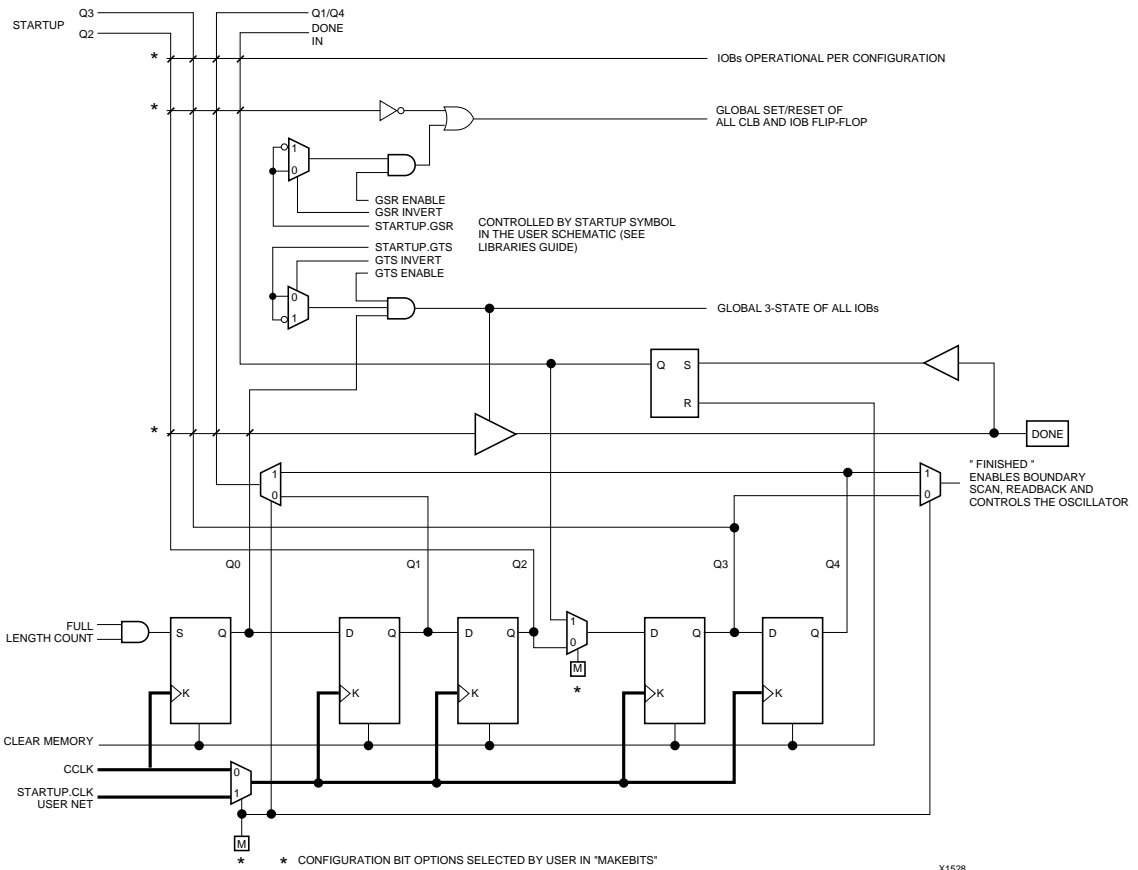 STARTUP
Q3
Q2
Q1/Q4
DONE
IN
*
IOBs OPERATIONAL PER CONFIGURATION
*
GLOBAL SET/RESET OF
ALL CLB AND IOB FLIP-FLOP
1
0
GSR ENABLE
GSR INVERT
STARTUP.GSR
CONTROLLED BY STARTUP SYMBOL
IN THE USER SCHEMATIC (SEE
LIBRARIES GUIDE)
STARTUP.GTS
GTS INVERT
GTS ENABLE
0
1
GLOBAL 3-STATE OF ALL IOBs
Q S
R
*
DONE
1
0
1
0
" FINISHED "
ENABLES BOUNDARY
SCAN, READBACK AND
CONTROLS THE OSCILLATOR
Q0
Q1
Q2
Q3
Q4
FULL
LENGTH COUNT
S Q
K
D Q
K
D Q
K
1
0
M
*
D Q
K
D Q
K
CLEAR MEMORY
CCLK
STARTUP.CLK
USER NET
0
1
M
*
* CONFIGURATION BIT OPTIONS SELECTED BY USER IN "MAKEBITS"
X1528